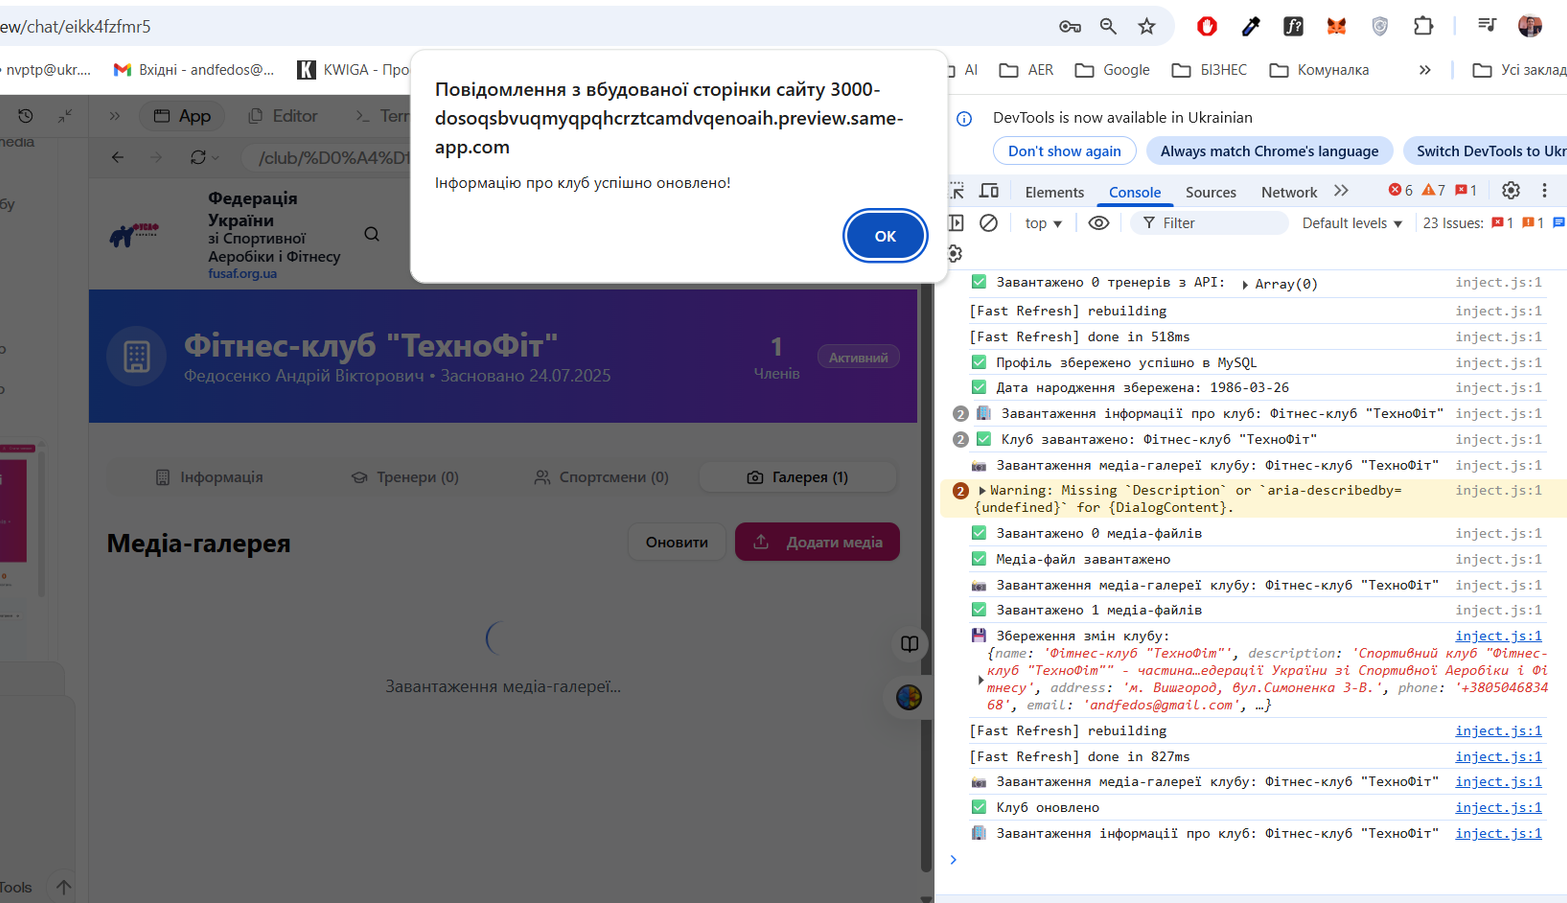 ew/chat/eikk4fzfmr5
nvptp@ukr....
Вхідні - andfedos@...
KWIGA - Про
AI
AER
Google
БІЗНЕС
Комуналка
»
Усі заклад
Повідомлення з вбудованої сторінки сайту 3000-
dosoqsbvuqmyqpqhcrztcamdvqenoaih.preview.same-
app.com
Інформацію про клуб успішно оновлено!
OK
App
Editor
Terr
/club/%D0%A4%D1
Федерація
України
зі Спортивної
Аеробіки і Фітнесу
fusaf.org.ua
Фітнес-клуб "ТехноФіт"
Федосенко Андрій Вікторович • Засновано 24.07.2025
1
Членів
Активний
Інформація
Тренери (0)
Спортсмени (0)
Галерея (1)
Медіа-галерея
Оновити
Додати медіа
Завантаження медіа-галереї...
Tools
DevTools is now available in Ukrainian
Don't show again
Always match Chrome's language
Switch DevTools to Ukr
Elements
Console
Sources
Network
6
7
1
top
Filter
Default levels
23 Issues:
1
1
Завантажено 0 тренерів з API: Array(0) inject.js:1
[Fast Refresh] rebuilding inject.js:1
[Fast Refresh] done in 518ms inject.js:1
Профіль збережено успішно в MySQL inject.js:1
Дата народження збережена: 1986-03-26 inject.js:1
2 Завантаження інформації про клуб: Фітнес-клуб "ТехноФіт" inject.js:1
2 Клуб завантажено: Фітнес-клуб "ТехноФіт" inject.js:1
Завантаження медіа-галереї клубу: Фітнес-клуб "ТехноФіт" inject.js:1
2 Warning: Missing `Description` or `aria-describedby= inject.js:1
{undefined}` for {DialogContent}.
Завантажено 0 медіа-файлів inject.js:1
Медіа-файл завантажено inject.js:1
Завантаження медіа-галереї клубу: Фітнес-клуб "ТехноФіт" inject.js:1
Завантажено 1 медіа-файлів inject.js:1
Збереження змін клубу: inject.js:1
{name: 'Фітнес-клуб "ТехноФіт"', description: 'Спортивний клуб "Фітнес-
клуб "ТехноФіт"" - частина…едерації України зі Спортивної Аеробіки і Фі
тнесу', address: 'м. Вишгород, вул.Симоненка 3-В.', phone: '+3805046834
68', email: 'andfedos@gmail.com', …}
[Fast Refresh] rebuilding inject.js:1
[Fast Refresh] done in 827ms inject.js:1
Завантаження медіа-галереї клубу: Фітнес-клуб "ТехноФіт" inject.js:1
Клуб оновлено inject.js:1
Завантаження інформації про клуб: Фітнес-клуб "ТехноФіт" inject.js:1